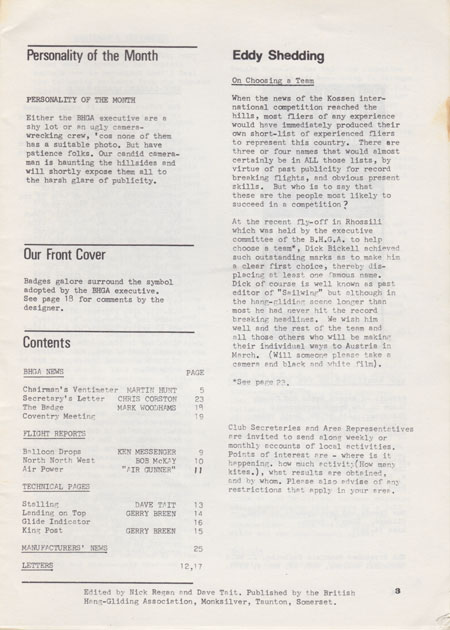 Personality of the Month
PERSONALITY OF THE MONTH
Either the BHGA executive are a
shy lot or an ugly camera-
wrecking crew, 'cos none of them
has a suitable photo. But have
patience folks. Our candid camera-
man is haunting the hillsides and
will shortly expose them all to
the harsh glare of publicity.
Our Front Cover
Badges galore surround the symbol
adopted by the BHGA executive.
See page 18 for comments by the
designer.
Contents
BHGA NEWS PAGE
Chairman's Ventimeter MARTIN HUNT 5
Secretary's Letter CHRIS CORSTON 23
The Badge MARK WOODHAMS 18
Coventry Meeting 19
FLIGHT REPORTS
Balloon Drops KEN MESSENGER 9
North North West BOB McKAY 10
Air Power "AIR GUNNER" 11
TECHNICAL PAGES
Stalling DAVE TAIT 13
Landing on Top GERRY BREEN 14
Glide Indicator 16
King Post GERRY BREEN 15
MANUFACTURERS' NEWS 25
LETTERS 12,17
Eddy Shedding
On Choosing a Team
When the news of the Kossen inter-
national competition reached the
hills, most fliers of any experience
would have immediately produced their
own short-list of experienced fliers
to represent this country. There are
three or four names that would almost
certainly be in ALL those lists, by
virtue of past publicity for record
breaking flights, and obvious present
skills. But who is to say that
these are the people most likely to
succeed in a competition?
At the recent fly-off in Rhossili
which was held by the executive
committee of the B.H.G.A. to help
choose a team*, Dick Bickell achieved
such outstanding marks as to make him
a clear first choice, thereby dis-
placing at least one famous name.
Dick of course is well known as past
editor of "Sailwing" but although in
the hang-gliding scene longer than
most he had never hit the record
breaking headlines. We wish him
well and the rest of the team and
all those others who will be making
their individual ways to Austria in
March. (Will someone please take a
camera and black and white film).
*See page 23.
Club Secretaries and Area Representatives
are invited to send along weekly or
monthly accounts of local activities.
Points of interest are - where is it
happening, how much activity(How many
kites.), what results are obtained,
and by whom. Please also advise of any
restrictions that apply in your area.
Edited by Nick Regan and Dave Tait. Published by the British
Hang-Gliding Association, Monksilver, Taunton, Somerset.
3